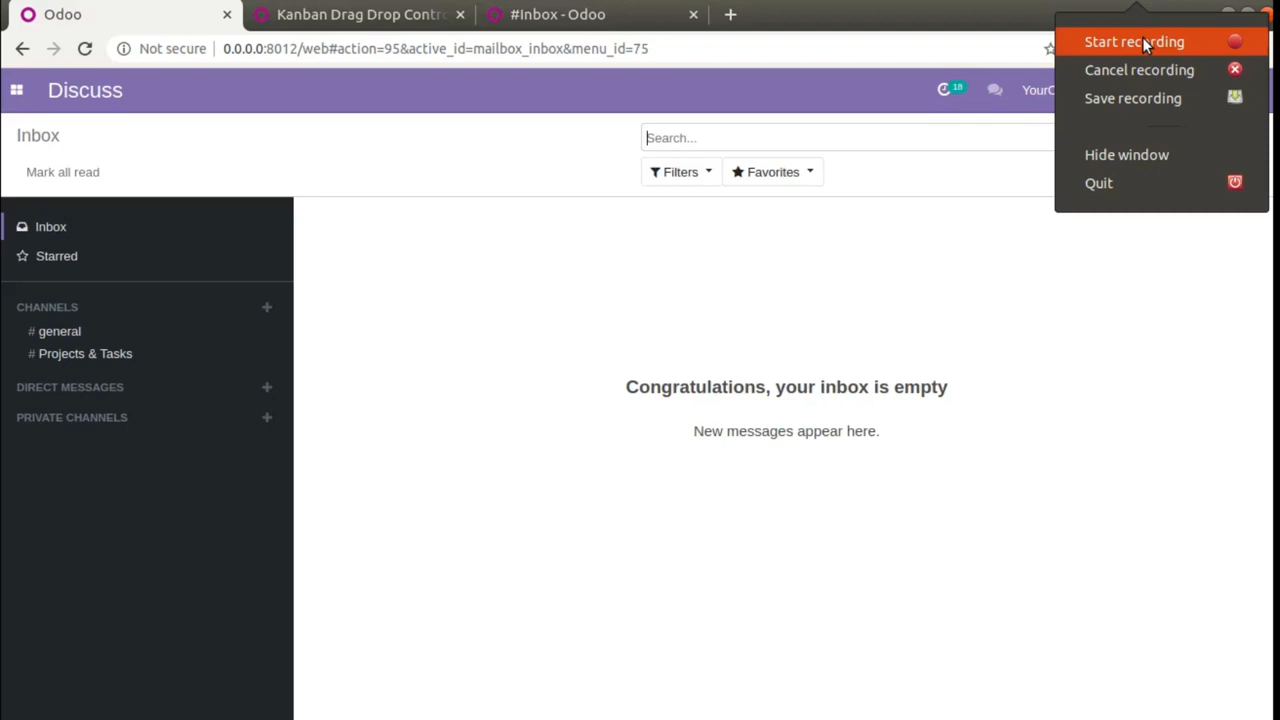 Odoo
Kanban Drag Drop Contro
#Inbox - Odoo
Not secure
0.0.0.0:8012/web#action=95&active_id=mailbox_inbox&menu_id=75
Start recording
Cancel recording
Save recording
Hide window
Quit
Discuss
18
YourC
Inbox
Search...
Mark all read
Filters
Favorites
Inbox
Starred
CHANNELS
# general
# Projects & Tasks
DIRECT MESSAGES
PRIVATE CHANNELS
Congratulations, your inbox is empty
New messages appear here.